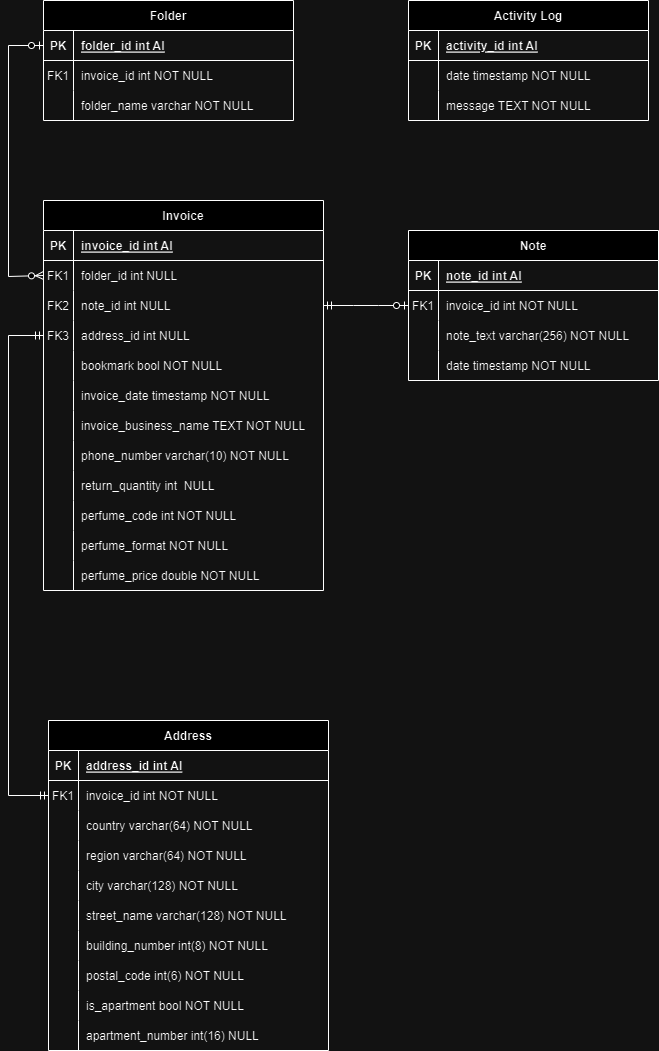 Folder
PK folder_id int AI
FK1 invoice_id int NOT NULL
folder_name varchar NOT NULL
Activity Log
PK activity_id int AI
date timestamp NOT NULL
message TEXT NOT NULL
Invoice
PK invoice_id int AI
FK1 folder_id int NULL
FK2 note_id int NULL
FK3 address_id int NULL
bookmark bool NOT NULL
invoice_date timestamp NOT NULL
invoice_business_name TEXT NOT NULL
phone_number varchar(10) NOT NULL
return_quantity int  NULL
perfume_code int NOT NULL
perfume_format NOT NULL
perfume_price double NOT NULL
Note
PK note_id int AI
FK1 invoice_id int NOT NULL
note_text varchar(256) NOT NULL
date timestamp NOT NULL
Address
PK address_id int AI
FK1 invoice_id int NOT NULL
country varchar(64) NOT NULL
region varchar(64) NOT NULL
city varchar(128) NOT NULL
street_name varchar(128) NOT NULL
building_number int(8) NOT NULL
postal_code int(6) NOT NULL
is_apartment bool NOT NULL
apartment_number int(16) NULL